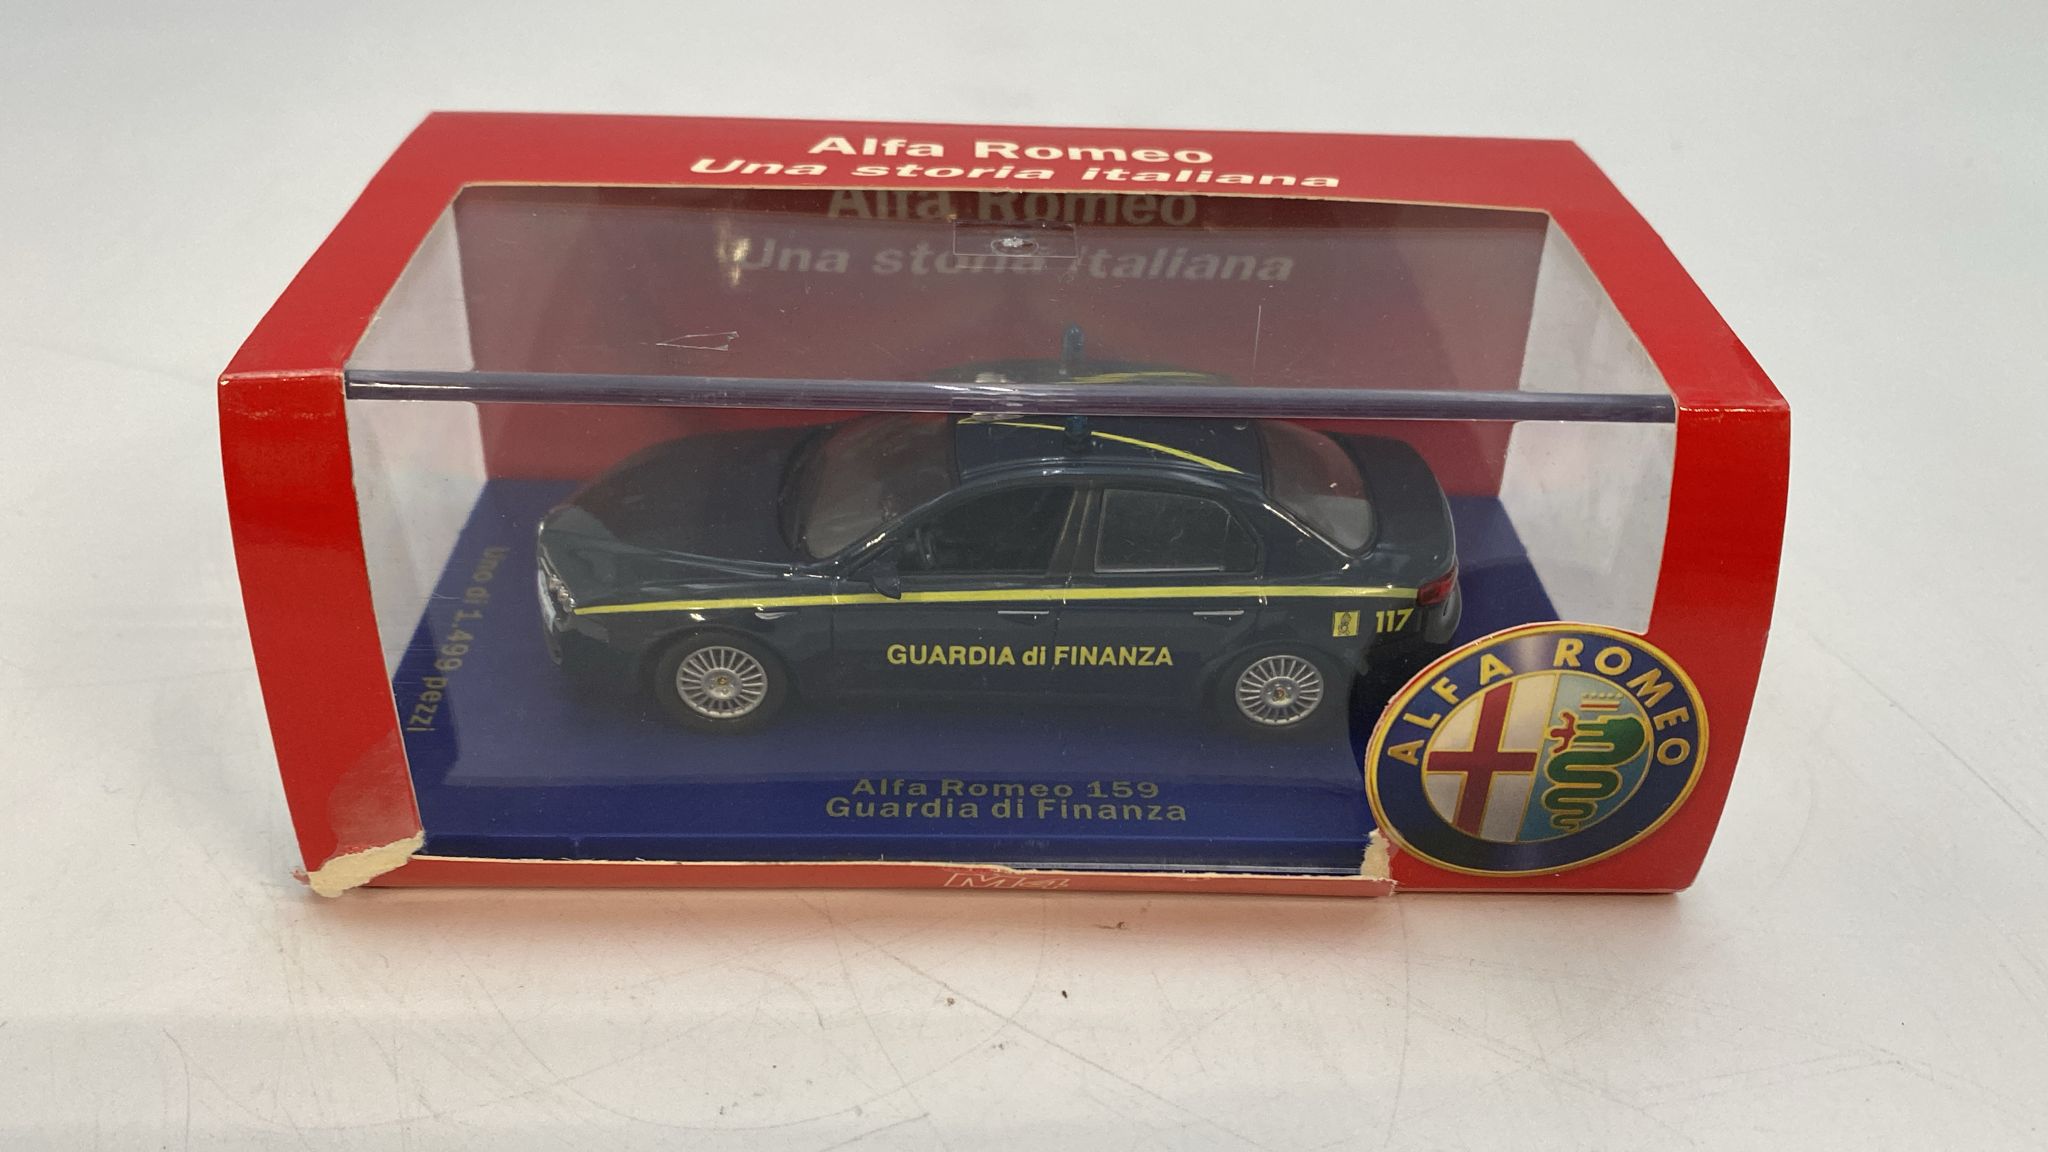 Alfa Romeo
Una storia italiana
Alfa Romeo
Una storia italiana
GUARDIA di FINANZA
117
Uno di 1.499 pezzi
Alfa Romeo 159
Guardia di Finanza
ALFA ROMEO
M4